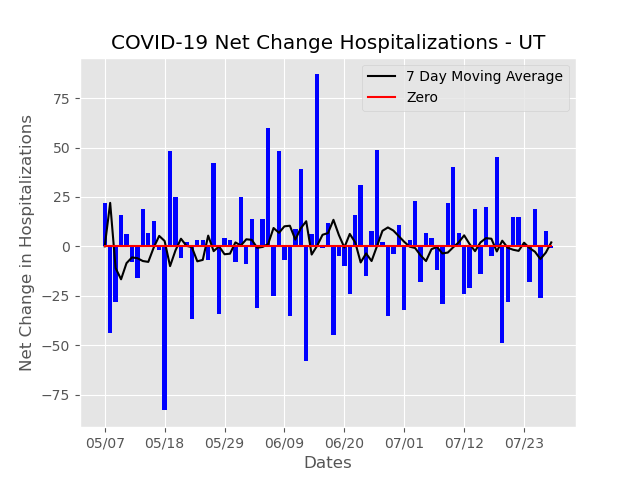 COVID-19 Net Change Hospitalizations - UT
7 Day Moving Average
Zero
Net Change in Hospitalizations
75
50
25
0
−25
−50
−75
05/07 05/18 05/29 06/09 06/20 07/01 07/12 07/23
Dates